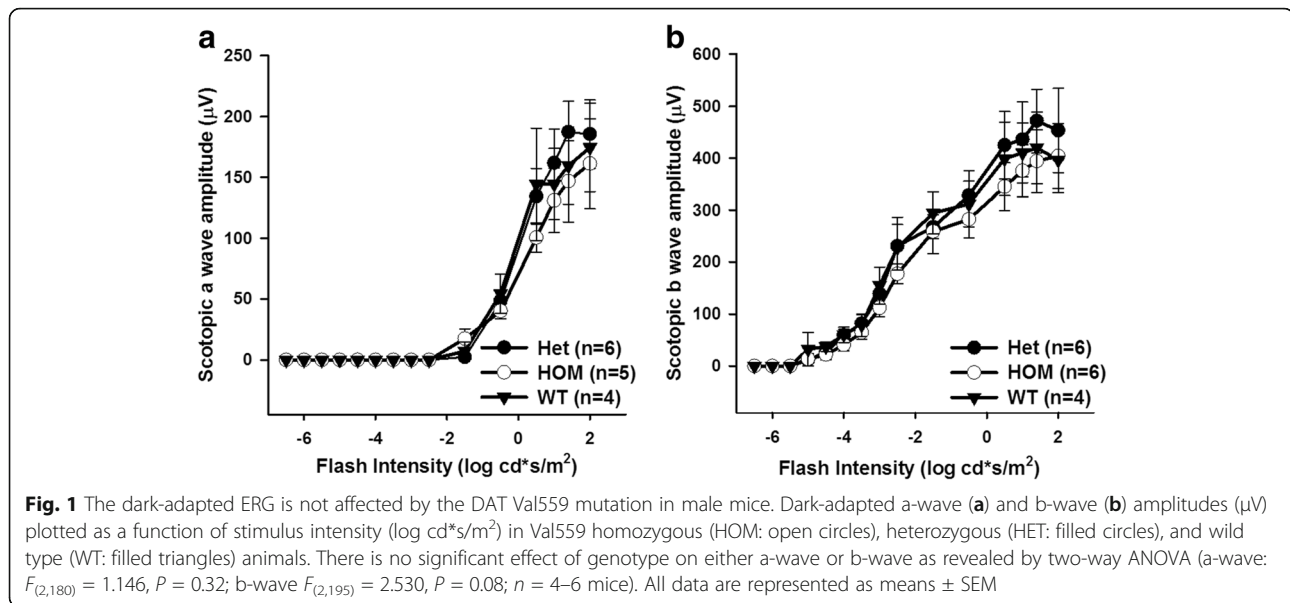 a
250
200
150
100
50
0
Scotopic a wave amplitude (μV)
Het (n=6)
HOM (n=5)
WT (n=4)
-6 -4 -2 0 2
Flash Intensity (log cd*s/m²)
b
600
500
400
300
200
100
0
Scotopic b wave amplitude (μV)
Het (n=6)
HOM (n=6)
WT (n=4)
-6 -4 -2 0 2
Flash Intensity (log cd*s/m²)
Fig. 1 The dark-adapted ERG is not affected by the DAT Val559 mutation in male mice. Dark-adapted a-wave (a) and b-wave (b) amplitudes (μV)
plotted as a function of stimulus intensity (log cd*s/m²) in Val559 homozygous (HOM: open circles), heterozygous (HET: filled circles), and wild
type (WT: filled triangles) animals. There is no significant effect of genotype on either a-wave or b-wave as revealed by two-way ANOVA (a-wave:
F(2,180) = 1.146, P = 0.32; b-wave F(2,195) = 2.530, P = 0.08; n = 4–6 mice). All data are represented as means ± SEM